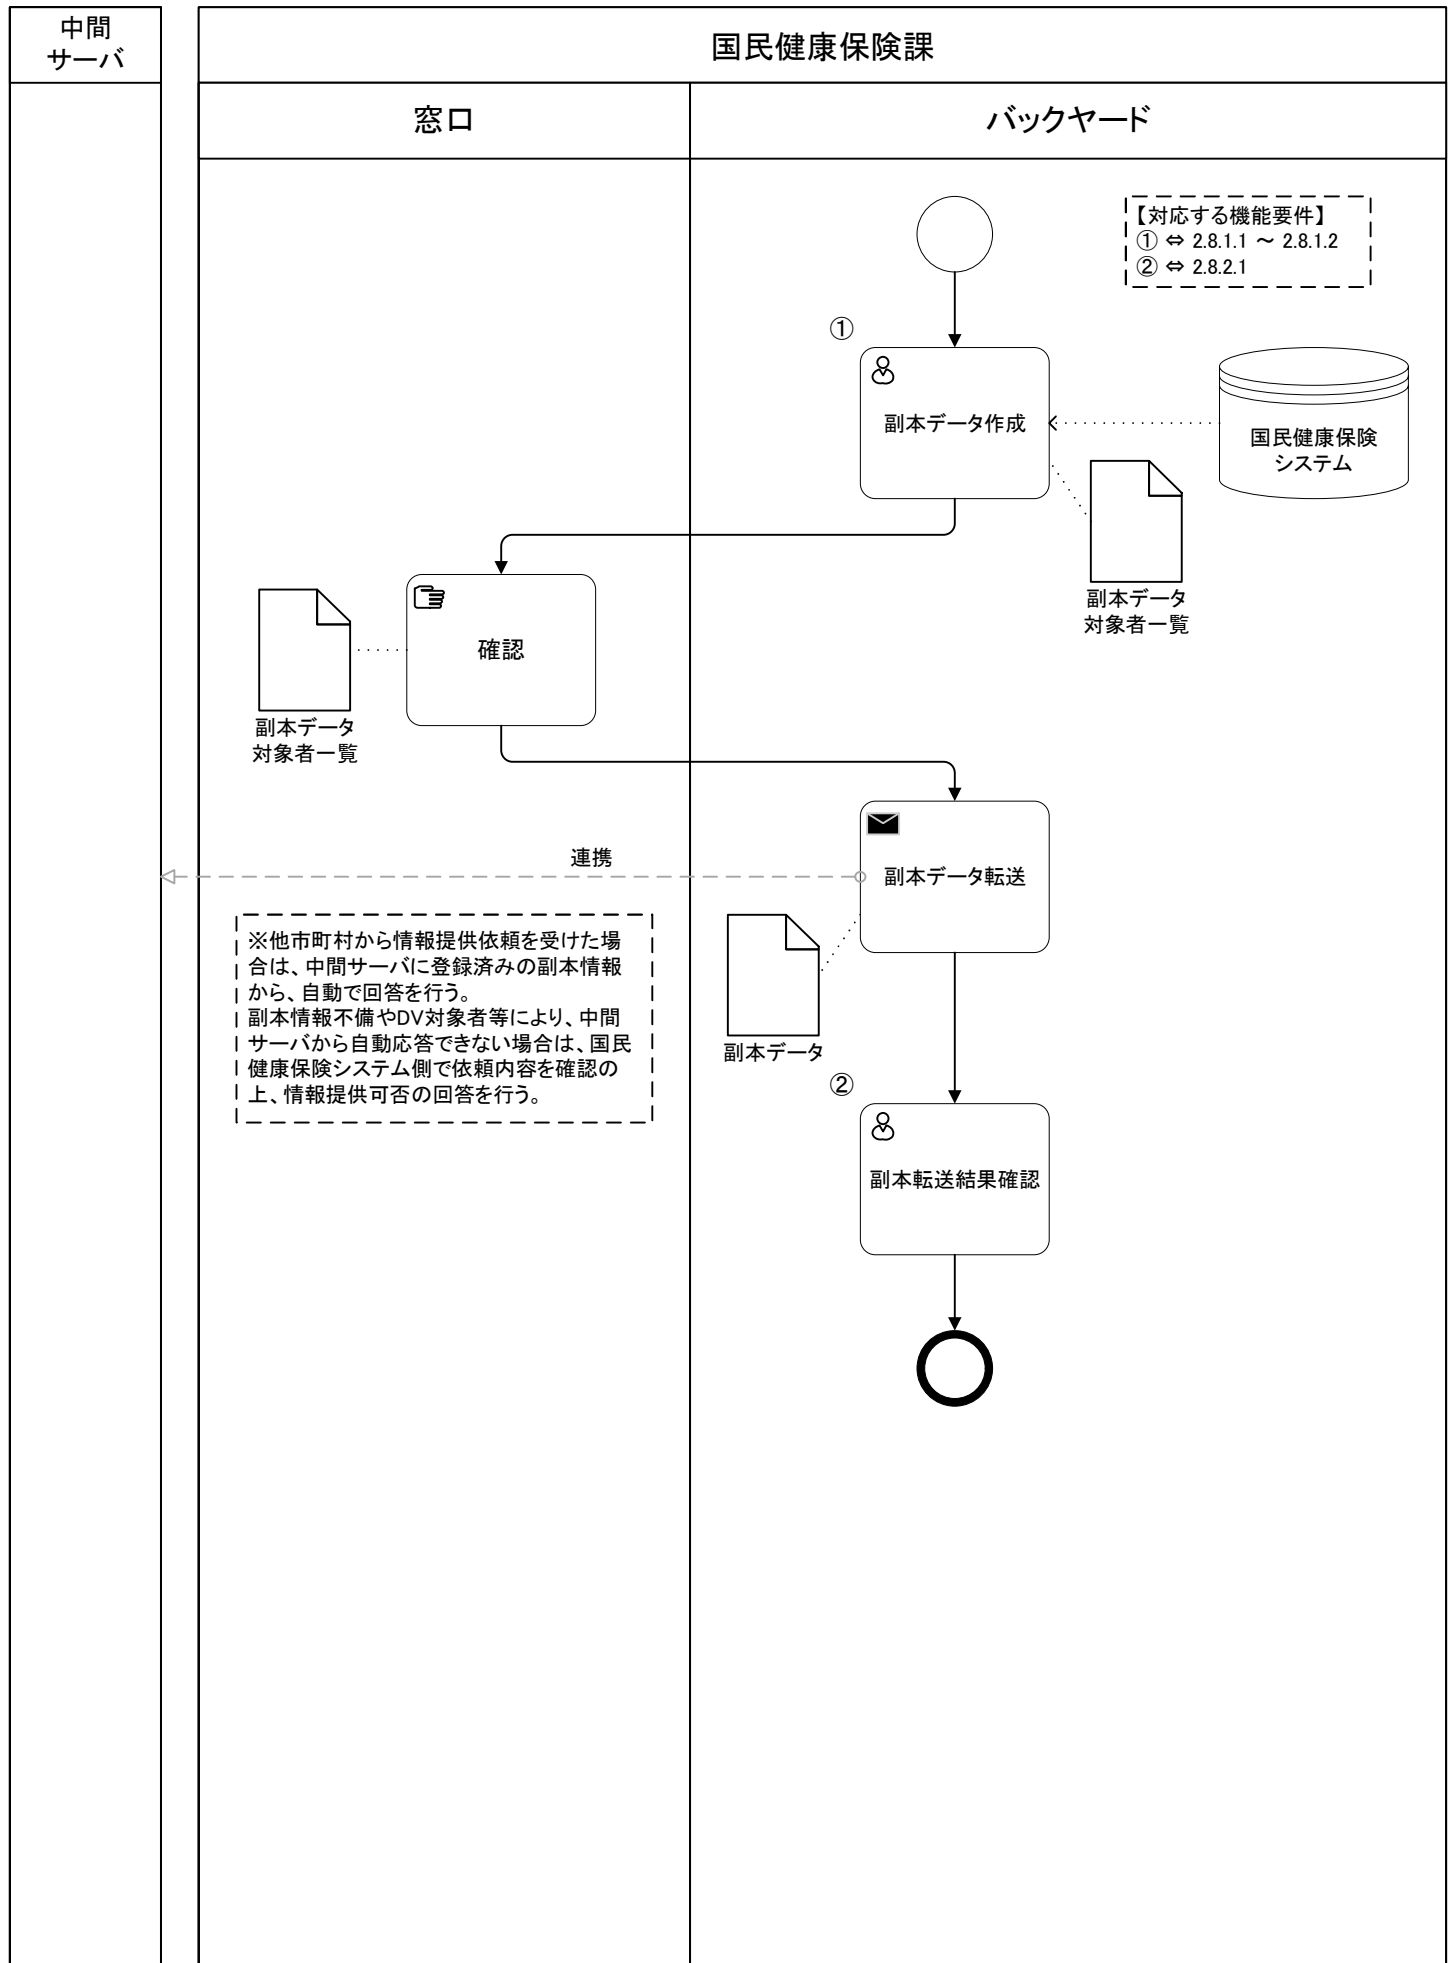 中間
サーバ
国民健康保険課
窓口
バックヤード
【対応する機能要件】
① ⇔ 2.8.1.1 ～ 2.8.1.2
② ⇔ 2.8.2.1
①
副本データ作成
国民健康保険
システム
副本データ
対象者一覧
確認
副本データ
対象者一覧
連携
副本データ転送
※他市町村から情報提供依頼を受けた場
合は、中間サーバに登録済みの副本情報
から、自動で回答を行う。
副本情報不備やDV対象者等により、中間
サーバから自動応答できない場合は、国民
健康保険システム側で依頼内容を確認の
上、情報提供可否の回答を行う。
副本データ
②
副本転送結果確認